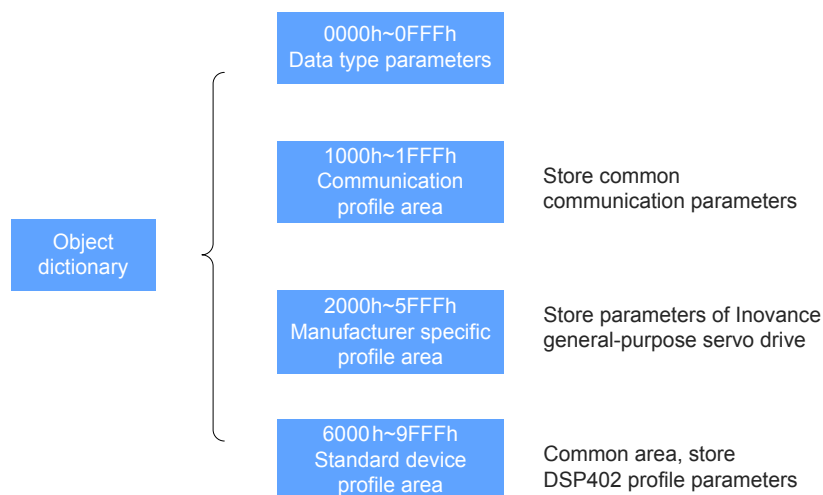 0000h~0FFFh
Data type parameters
1000h~1FFFh
Communication
profile area
Store common
communication parameters
Object
dictionary
2000h~5FFFh
Manufacturer specific
profile area
Store parameters of Inovance
general-purpose servo drive
6000h~9FFFh
Standard device
profile area
Common area, store
DSP402 profile parameters